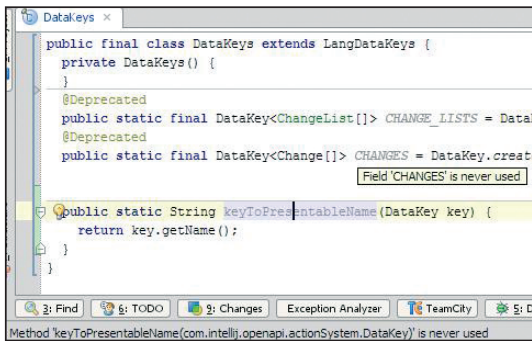 DataKeys ×
public final class DataKeys extends LangDataKeys {
private DataKeys() {
}
@Deprecated
public static final DataKey<ChangeList[]> CHANGE_LISTS = Data
@Deprecated
public static final DataKey<Change[]> CHANGES = DataKey.creat
Field 'CHANGES' is never used
public static String keyToPresentableName(DataKey key) {
return key.getName();
}
}
3: Find 6: TODO 9: Changes Exception Analyzer TeamCity 5: D
Method 'keyToPresentableName(com.intellij.openapi.actionSystem.DataKey)' is never used